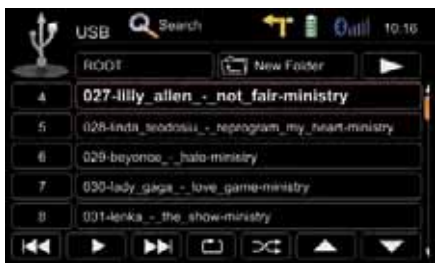 USB Search 10:16
ROOT New Folder
4 027-lilly_allen_-_not_fair-ministry
5 028-linda_teodosiu_-_reprogram_my_heart-ministry
6 029-beyonce_-_halo-ministry
7 030-lady_gaga_-_love_game-ministry
8 031-lenka_-_the_show-ministry